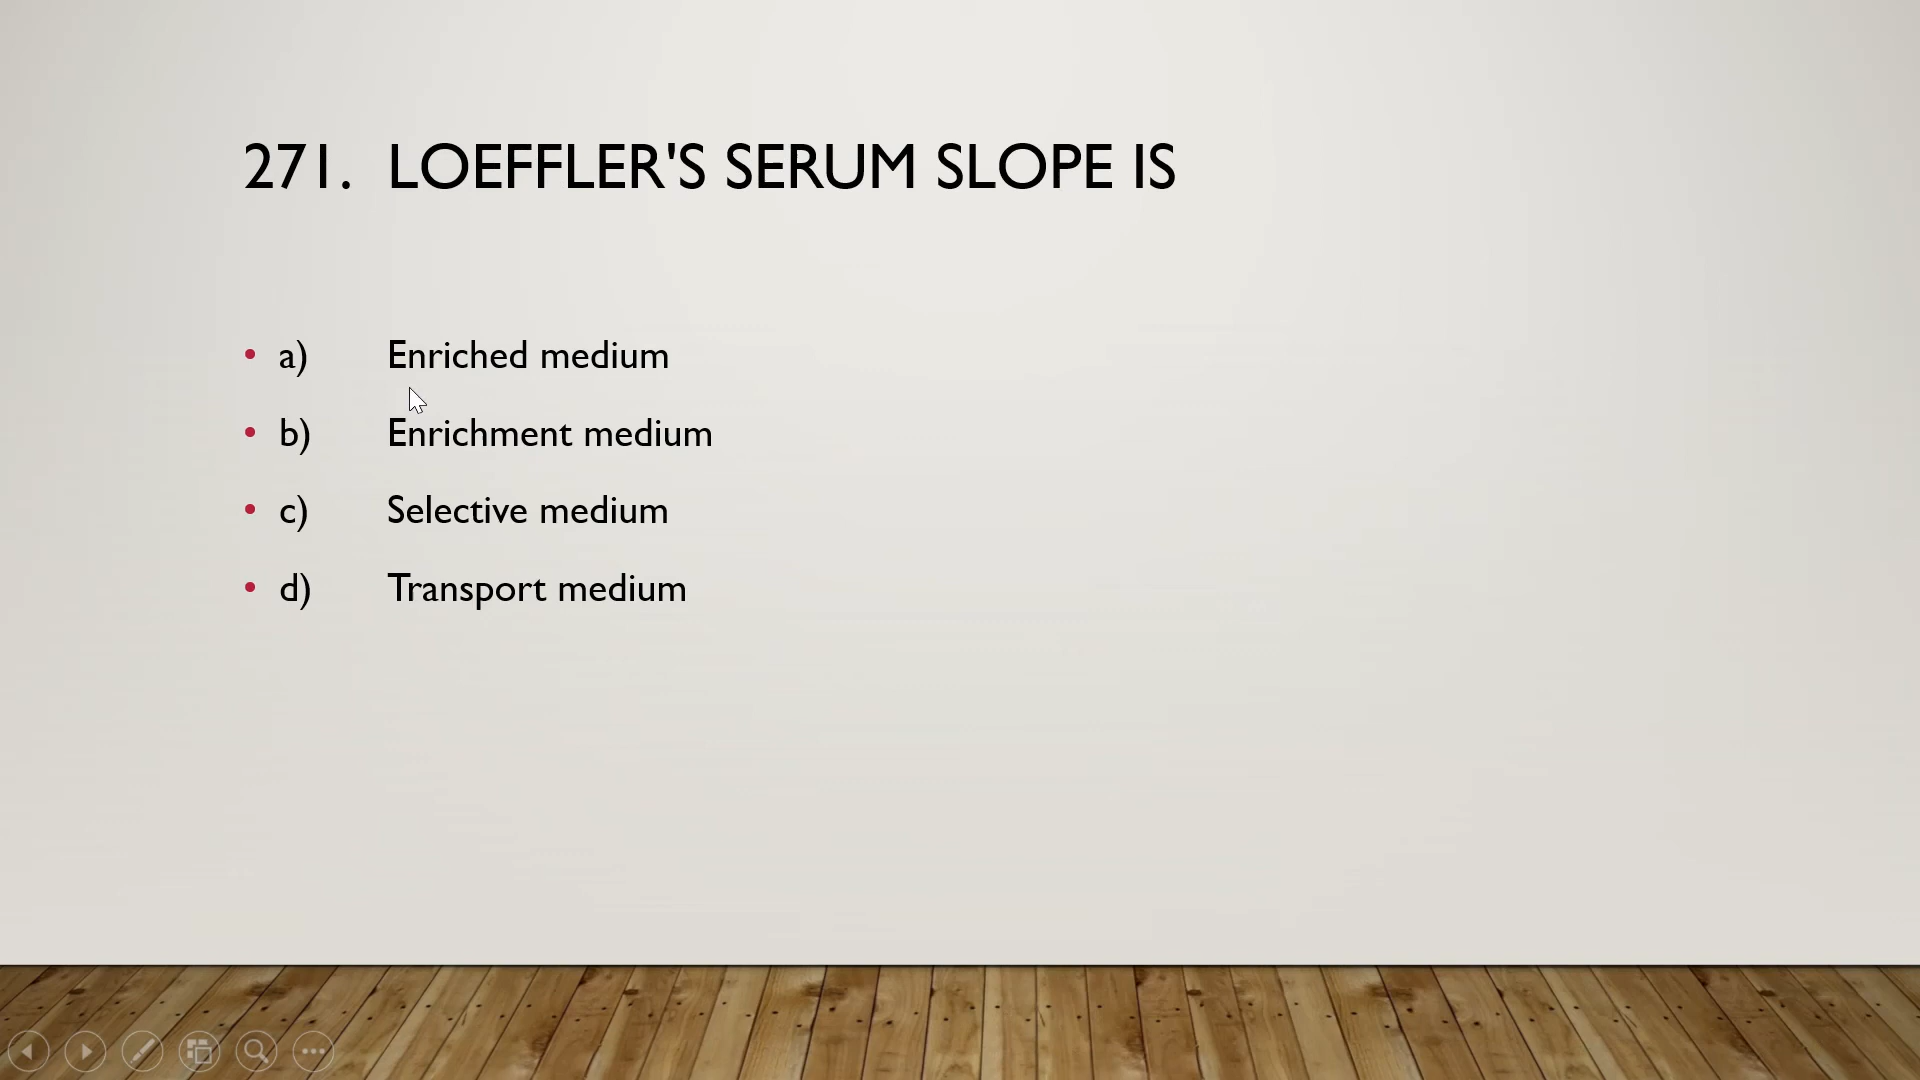 271. LOEFFLER'S SERUM SLOPE IS
• a) Enriched medium
• b) Enrichment medium
• c) Selective medium
• d) Transport medium